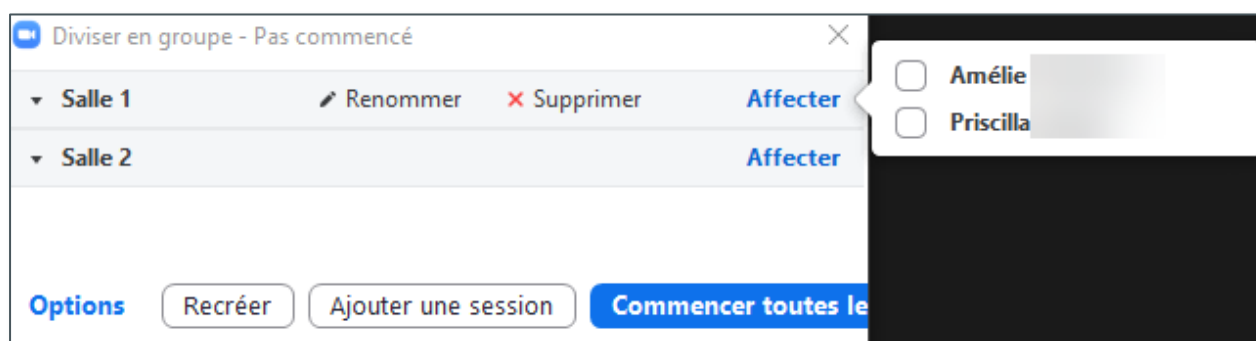 Diviser en groupe - Pas commencé
Salle 1 Renommer Supprimer Affecter
Salle 2 Affecter
Amélie
Priscilla
Options Recréer Ajouter une session Commencer toutes le